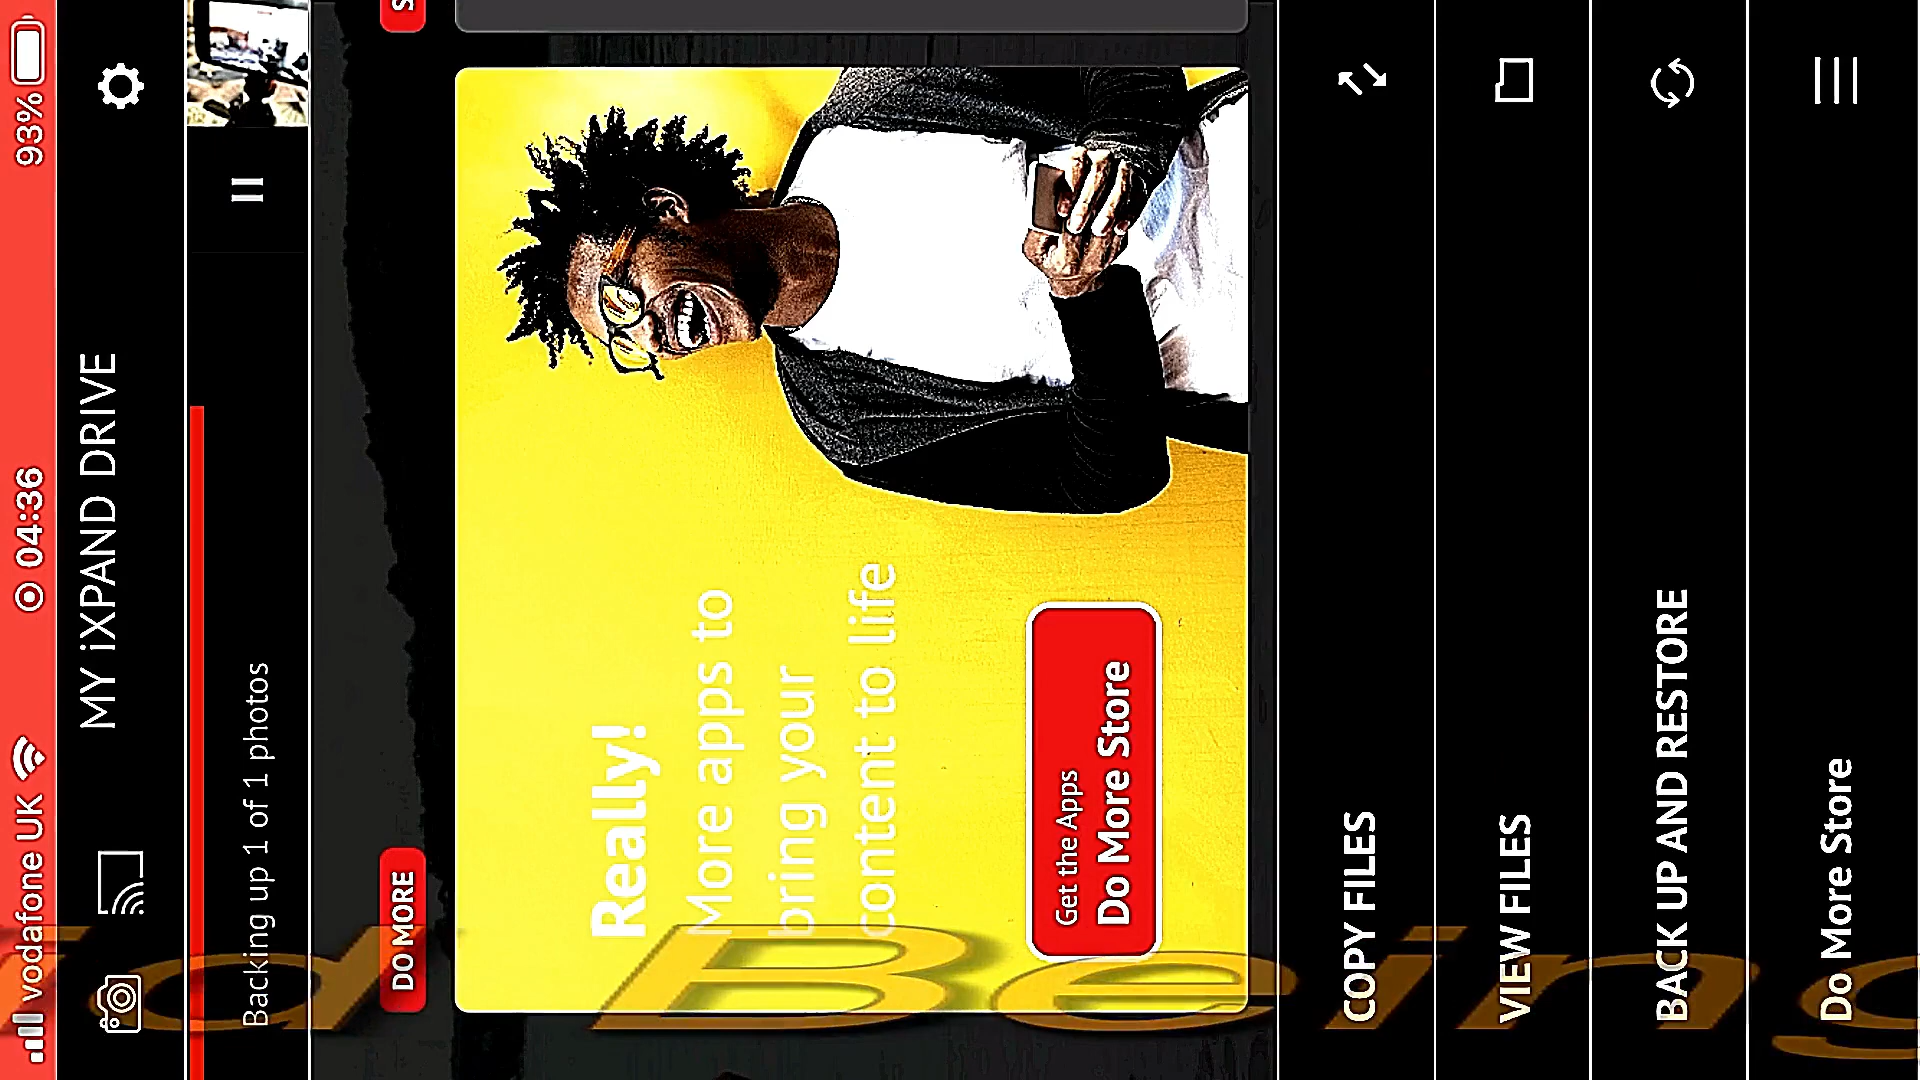 vodafone UK
04:36
93%
MY iXPAND DRIVE
Backing up 1 of 1 photos
DO MORE
S
Really!
More apps to
bring your
content to life
Get the Apps
Do More Store
COPY FILES
VIEW FILES
BACK UP AND RESTORE
Do More Store
d Being